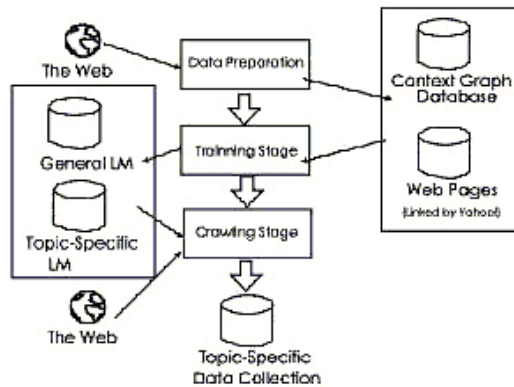 The Web
Data Preparation
Context Graph
Database
General LM
Trainning Stage
Web Pages
(Linked by Yahoo!)
Topic-Specific
LM
Crawling Stage
The Web
Topic-Specific
Data Collection